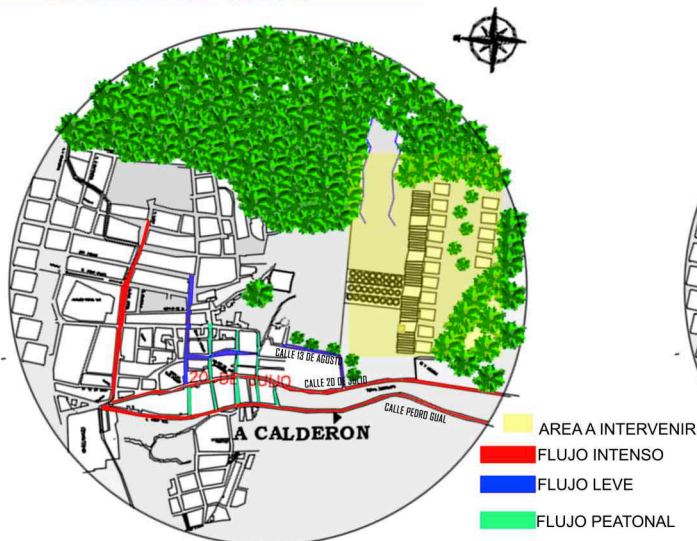 CALLE 13 DE AGOSTO
20 DE JULIO
CALLE 20 DE JULIO
CALLE PEDRO GUAL
A CALDERON
AREA A INTERVENIR
FLUJO INTENSO
FLUJO LEVE
FLUJO PEATONAL